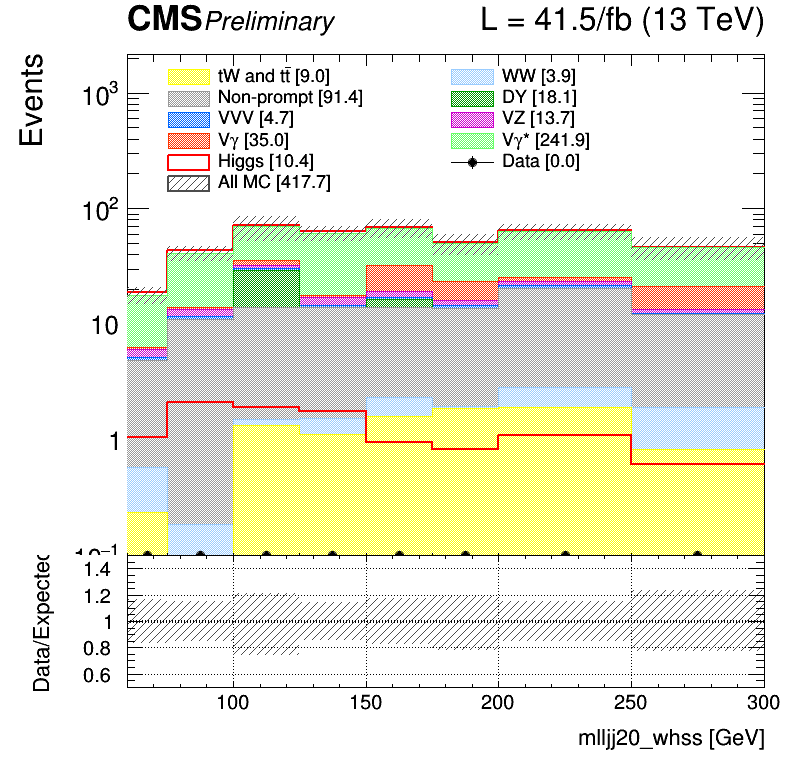 CMS Preliminary L = 41.5/fb (13 TeV)
Events
tW and tt̄ [9.0] WW [3.9]
Non-prompt [91.4] DY [18.1]
VVV [4.7] VZ [13.7]
Vγ [35.0] Vγ* [241.9]
Higgs [10.4] Data [0.0]
All MC [417.7]
10³
10²
10
1
10⁻¹
Data/Expected
1.4
1.2
1
0.8
0.6
100 150 200 250 300
mlljj20_whss [GeV]